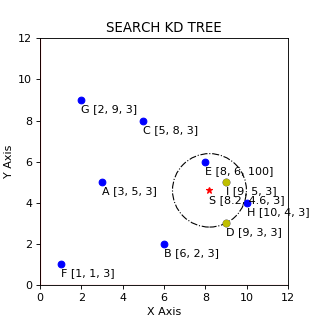 SEARCH KD TREE
12
10
8
6
4
2
0
Y Axis
G [2, 9, 3]
C [5, 8, 3]
E [8, 6, 100]
A [3, 5, 3]
I [9, 5, 3]
S [8.2, 4.6, 3]
H [10, 4, 3]
D [9, 3, 3]
B [6, 2, 3]
F [1, 1, 3]
0 2 4 6 8 10 12
X Axis